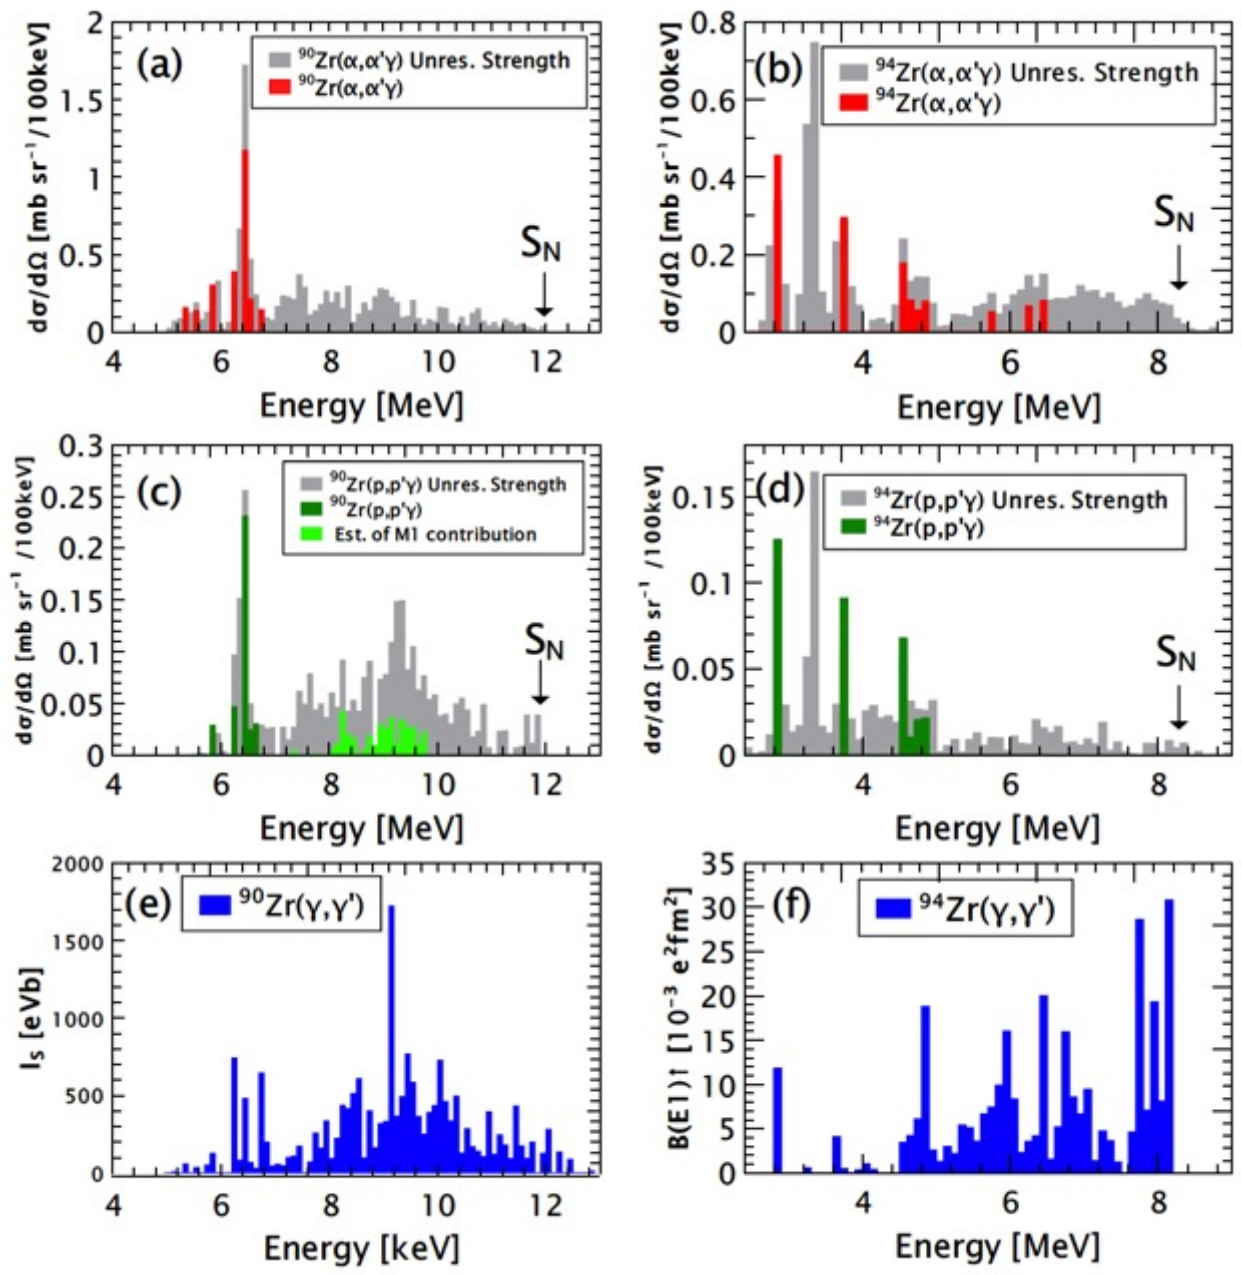 (a)
⁹⁰Zr(α,α'γ) Unres. Strength
⁹⁰Zr(α,α'γ)
S_N
dσ/dΩ [mb sr⁻¹/100keV]
2
1.5
1
0.5
0
4 6 8 10 12
Energy [MeV]
(b)
⁹⁴Zr(α,α'γ) Unres. Strength
⁹⁴Zr(α,α'γ)
S_N
dσ/dΩ [mb sr⁻¹/100keV]
0.8
0.6
0.4
0.2
0
4 6 8
Energy [MeV]
(c)
⁹⁰Zr(p,p'γ) Unres. Strength
⁹⁰Zr(p,p'γ)
Est. of M1 contribution
S_N
dσ/dΩ [mb sr⁻¹ /100keV]
0.3
0.25
0.2
0.15
0.1
0.05
0
4 6 8 10 12
Energy [MeV]
(d)
⁹⁴Zr(p,p'γ) Unres. Strength
⁹⁴Zr(p,p'γ)
S_N
dσ/dΩ [mb sr⁻¹ /100keV]
0.15
0.1
0.05
0
4 6 8
Energy [MeV]
(e)
⁹⁰Zr(γ,γ')
I_s [eVb]
2000
1500
1000
500
0
4 6 8 10 12
Energy [keV]
(f)
⁹⁴Zr(γ,γ')
B(E1)↑ [10⁻³ e²fm²]
35
30
25
20
15
10
5
0
4 6 8
Energy [MeV]